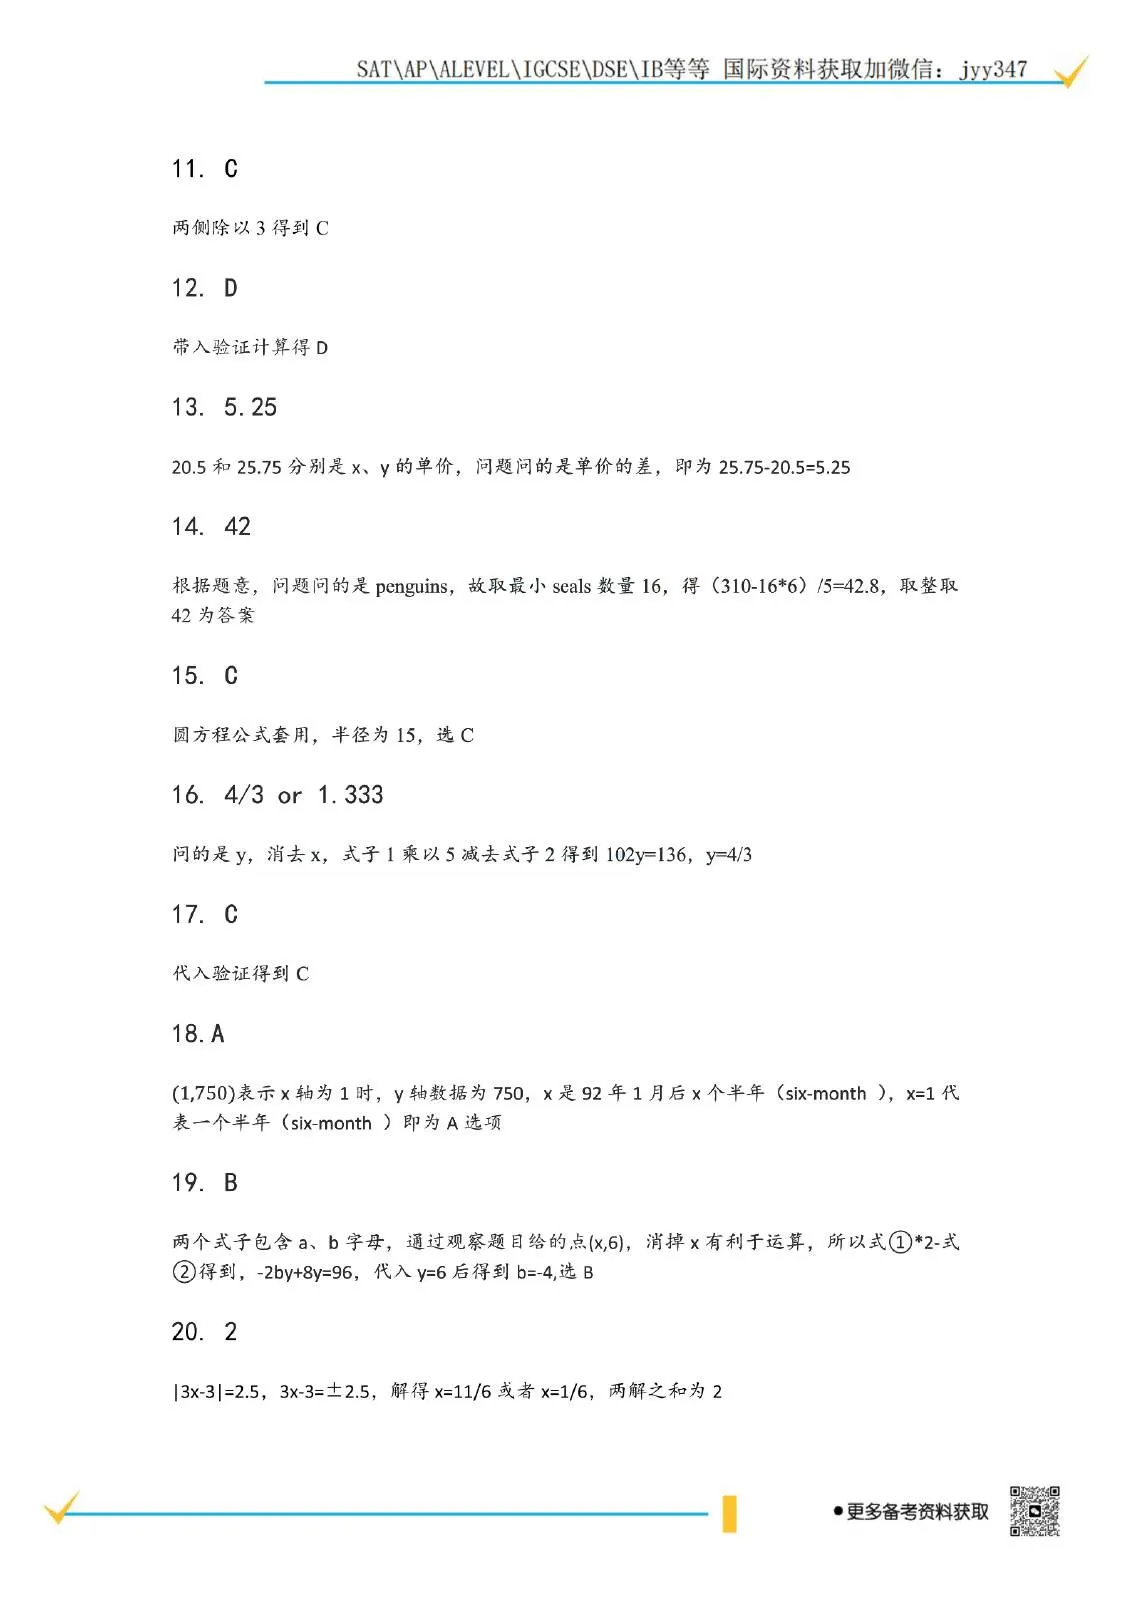 SAT\AP\ALEVEL\IGCSE\DSE\IB等等 国际资料获取加微信：jyy347
11. C
两侧除以 3 得到 C
12. D
带入验证计算得 D
13. 5.25
20.5 和 25.75 分别是 x、y 的单价，问题问的是单价的差，即为 25.75-20.5=5.25
14. 42
根据题意，问题问的是 penguins，故取最小 seals 数量 16，得（310-16*6）/5=42.8，取整取
42 为答案
15. C
圆方程公式套用，半径为 15，选 C
16. 4/3 or 1.333
问的是 y，消去 x，式子 1 乘以 5 减去式子 2 得到 102y=136，y=4/3
17. C
代入验证得到 C
18.A
(1,750)表示 x 轴为 1 时，y 轴数据为 750，x 是 92 年 1 月后 x 个半年（six-month ），x=1 代
表一个半年（six-month ）即为 A 选项
19. B
两个式子包含 a、b 字母，通过观察题目给的点(x,6)，消掉 x 有利于运算，所以式①*2-式
②得到，-2by+8y=96，代入 y=6 后得到 b=-4,选 B
20. 2
|3x-3|=2.5，3x-3=±2.5，解得 x=11/6 或者 x=1/6，两解之和为 2
●更多备考资料获取